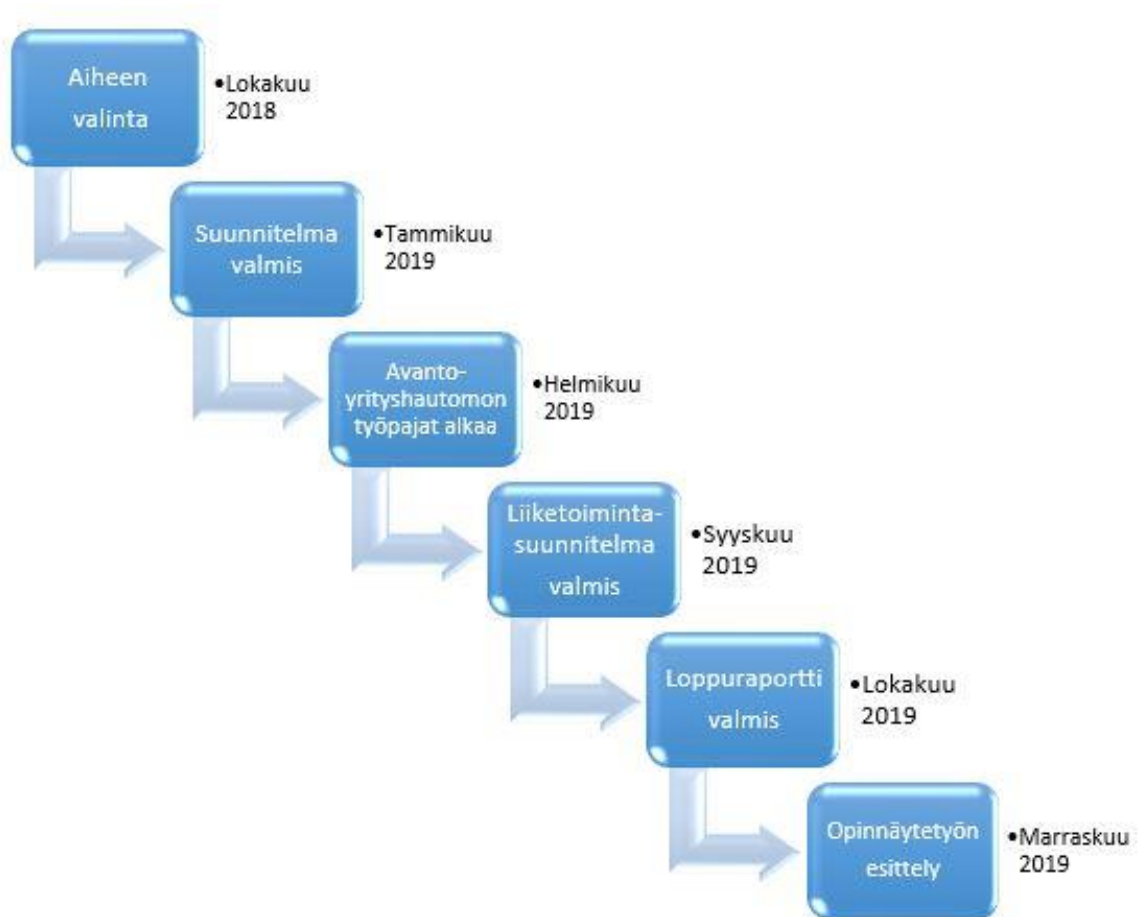 Aiheen
valinta
•Lokakuu
2018
Suunnitelma
valmis
•Tammikuu
2019
Avanto-
yrityshautomon
työpajat alkaa
•Helmikuu
2019
Liiketoiminta-
suunnitelma
valmis
•Syyskuu
2019
Loppuraportti
valmis
•Lokakuu
2019
Opinnäytetyön
esittely
•Marraskuu
2019